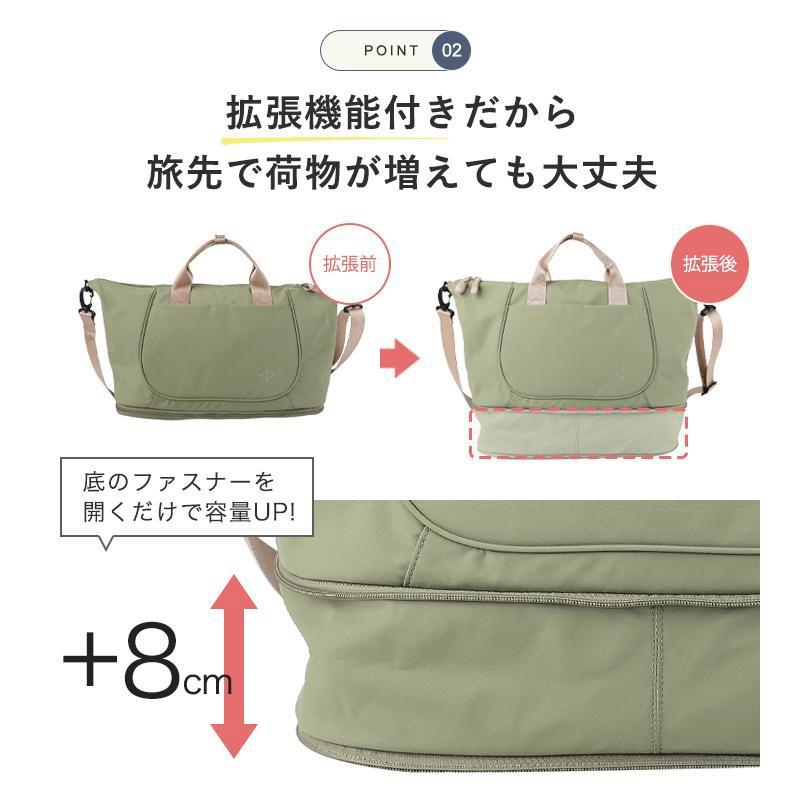 POINT 02
拡張機能付きだから
旅先で荷物が増えても大丈夫
拡張前
拡張後
底のファスナーを
開くだけで容量UP!
+8cm